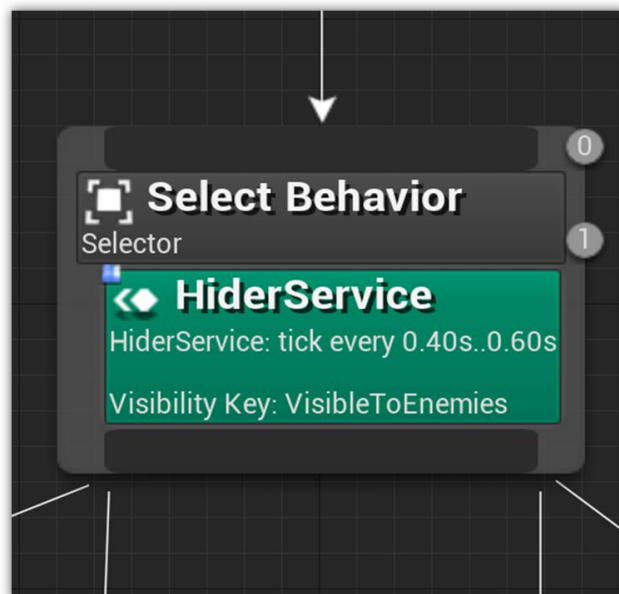 0
Select Behavior
Selector
1
HiderService
HiderService: tick every 0.40s..0.60s
Visibility Key: VisibleToEnemies